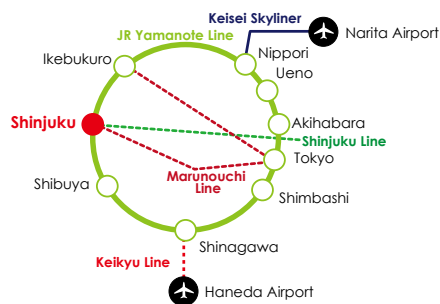 Keisei Skyliner
JR Yamanote Line
Narita Airport
Nippori
Ikebukuro
Ueno
Akihabara
Shinjuku
Shinjuku Line
Tokyo
Marunouchi
Line
Shibuya
Shimbashi
Shinagawa
Keikyu Line
Haneda Airport